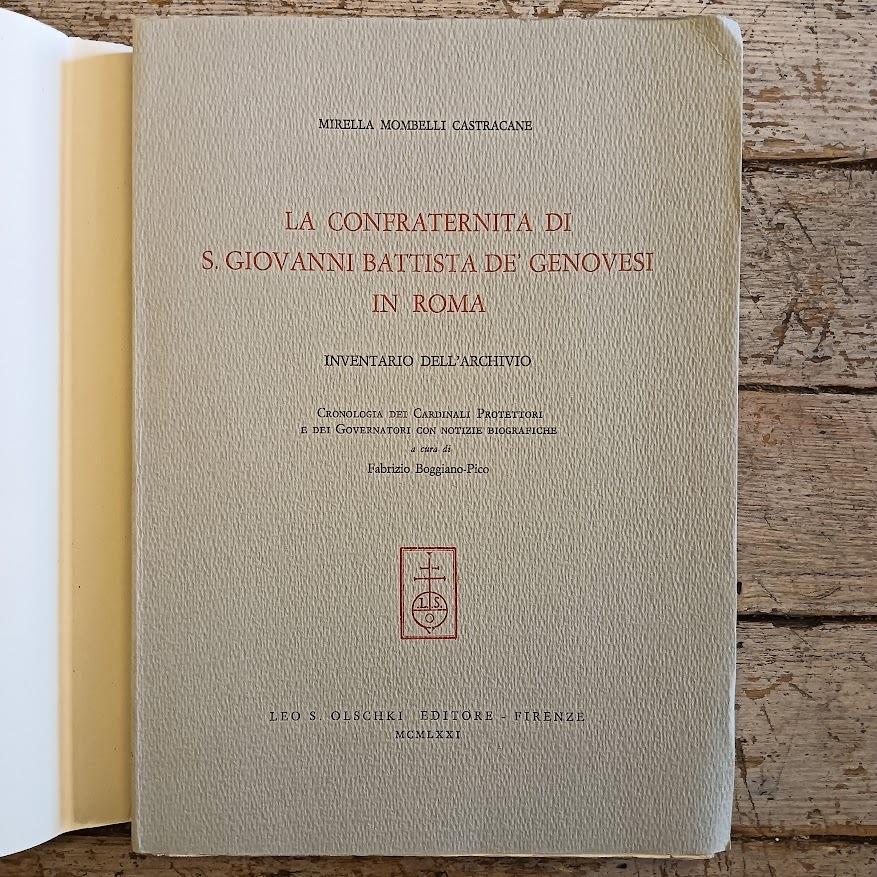 MIRELLA MOMBELLI CASTRACANE
LA CONFRATERNITA DI
S. GIOVANNI BATTISTA DE' GENOVESI
IN ROMA
INVENTARIO DELL'ARCHIVIO
CRONOLOGIA DEI CARDINALI PROTETTORI
E DEI GOVERNATORI CON NOTIZIE BIOGRAFICHE
a cura di
Fabrizio Boggiano-Pico
L. S.
O
LEO S. OLSCHKI EDITORE - FIRENZE
MCMLXXI